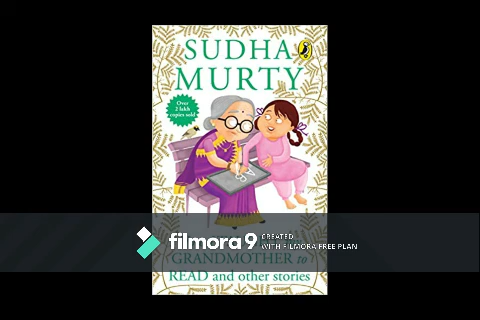 SUDHA
MURTY
Over
2 lakh
copies sold
filmora 9
CREATED
WITH FILMORA FREE PLAN
GRANDMOTHER to
READ and other stories